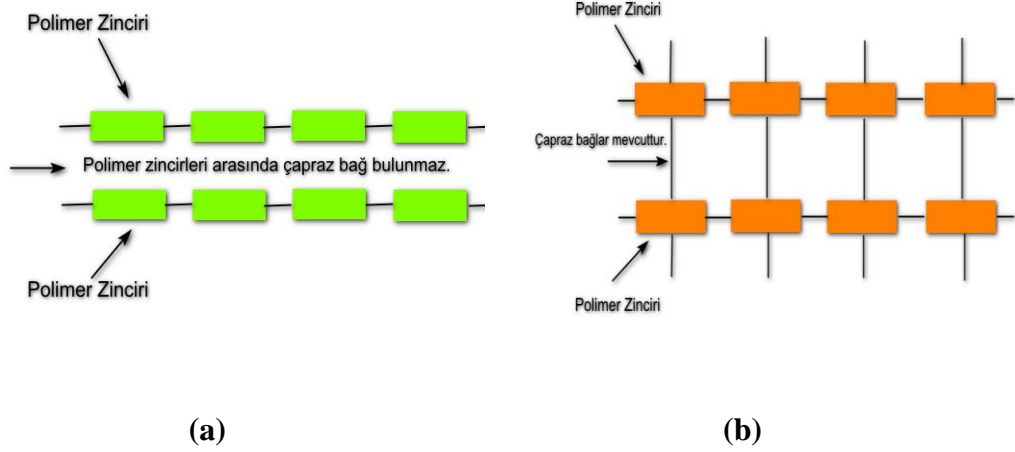 Polimer Zinciri
Polimer zincirleri arasında çapraz bağ bulunmaz.
Polimer Zinciri
(a)
Polimer Zinciri
Çapraz bağlar mevcuttur.
Polimer Zinciri
(b)